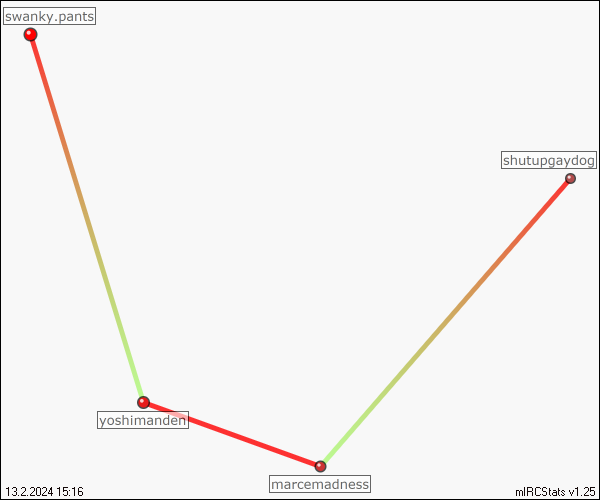 swanky.pants
shutupgaydog
yoshimanden
marcemadness
13.2.2024 15:16
mIRCStats v1.25